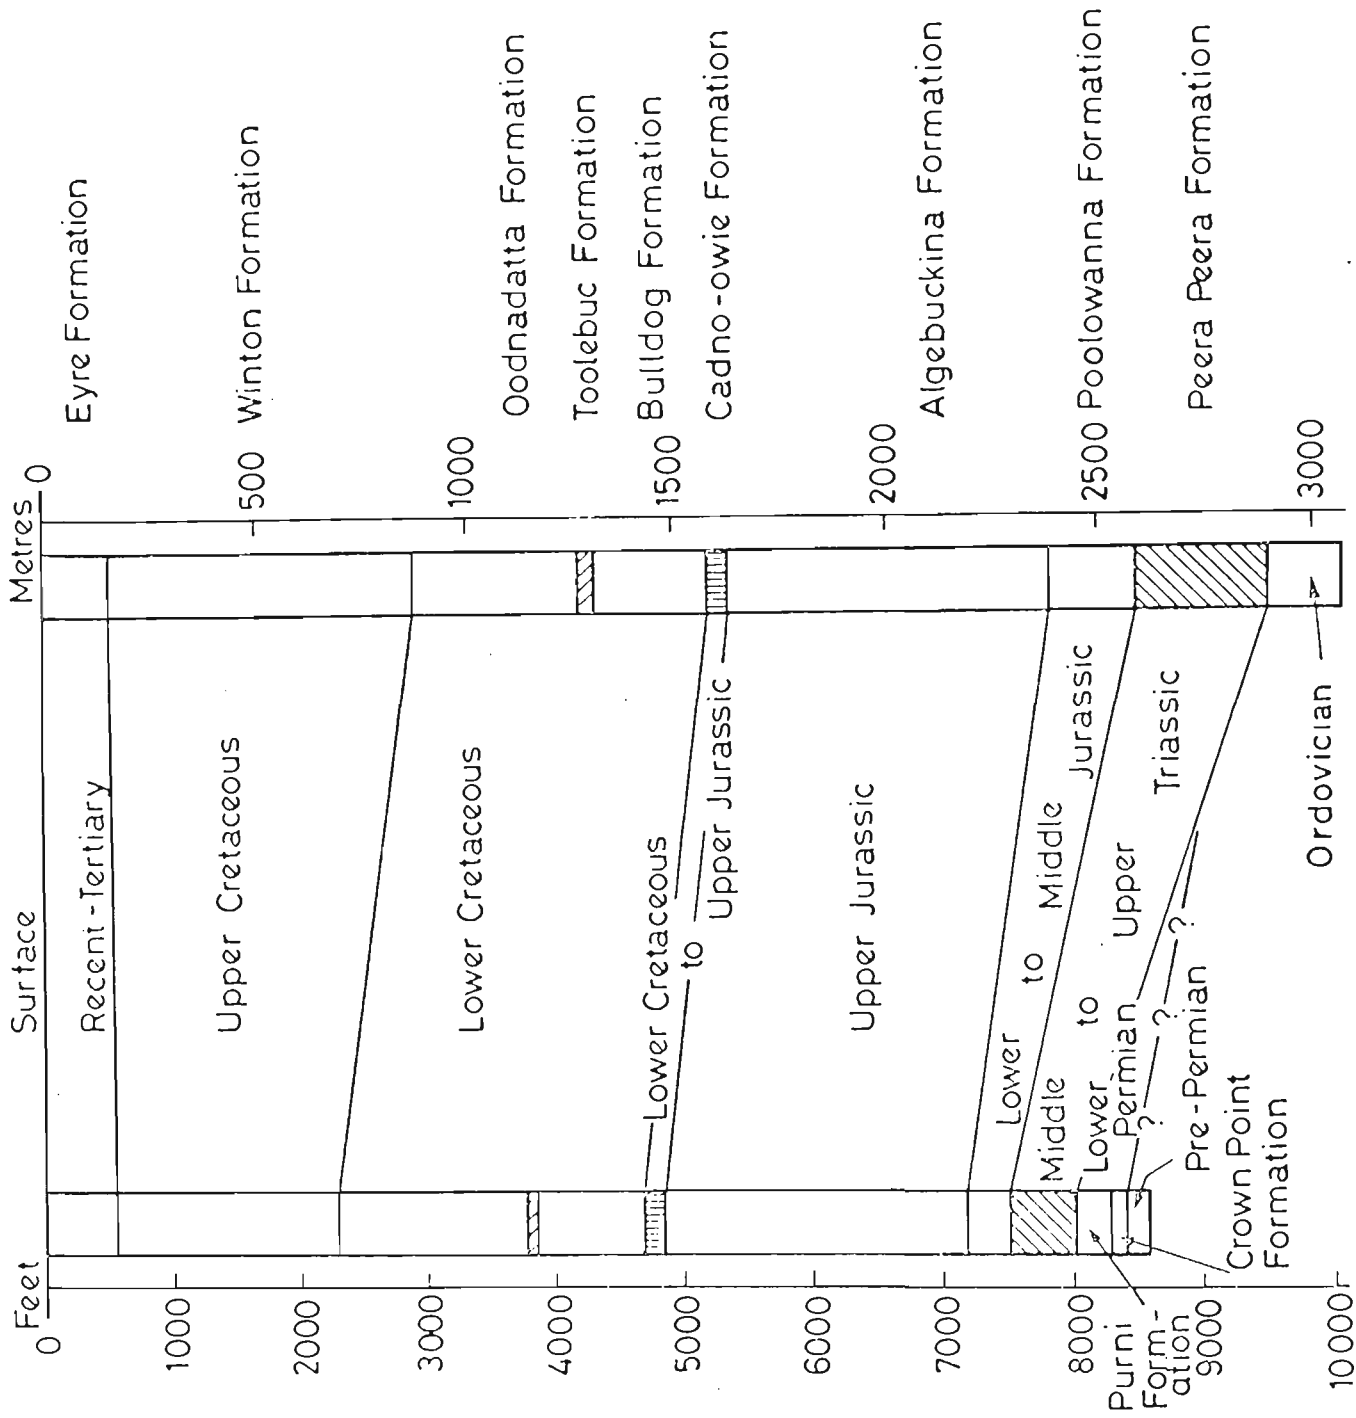 Surface
Feet
0
1000
2000
3000
4000
5000
6000
7000
8000
9000
10000
Metres
0
500
1000
1500
2000
2500
3000
Recent-Tertiary
Upper Cretaceous
Lower Cretaceous
Lower Cretaceous
to
Upper Jurassic
Upper Jurassic
Lower to Middle Jurassic
Middle to Upper Triassic
Lower to
Permian
? ? ?
Pre-Permian
Crown Point
Formation
Purni
Form-
ation
Ordovician
Eyre Formation
Winton Formation
Oodnadatta Formation
Toolebuc Formation
Bulldog Formation
Cadno-owie Formation
Algebuckina Formation
Poolowanna Formation
Peera Peera Formation